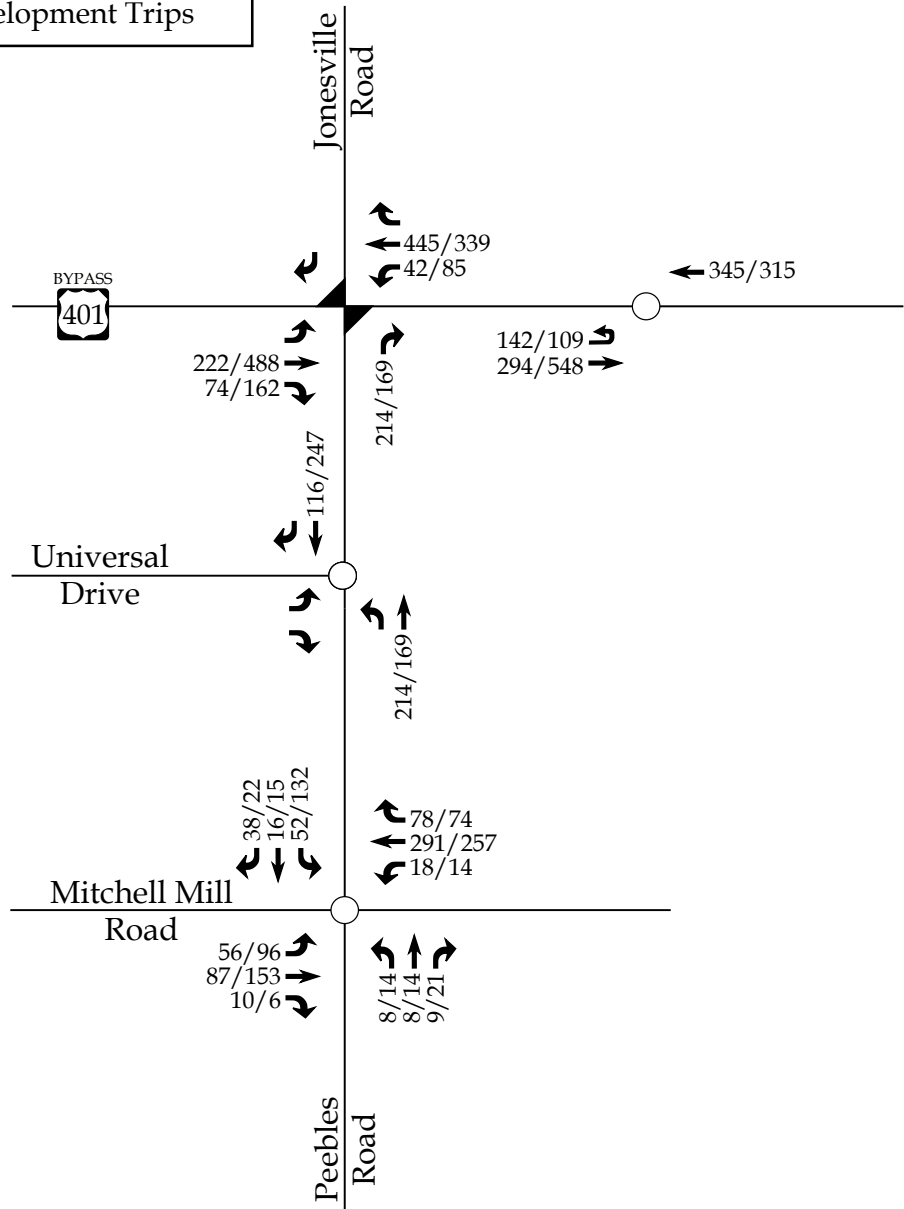 Trips
Jonesville
Road
445/339
42/85
345/315
BYPASS
401
142/109
294/548
222/488
74/162
214/169
116/247
Universal
Drive
214/169
38/22
16/15
52/132
78/74
291/257
18/14
Mitchell Mill
Road
56/96
87/153
10/6
8/14
8/14
9/21
Peebles
Road